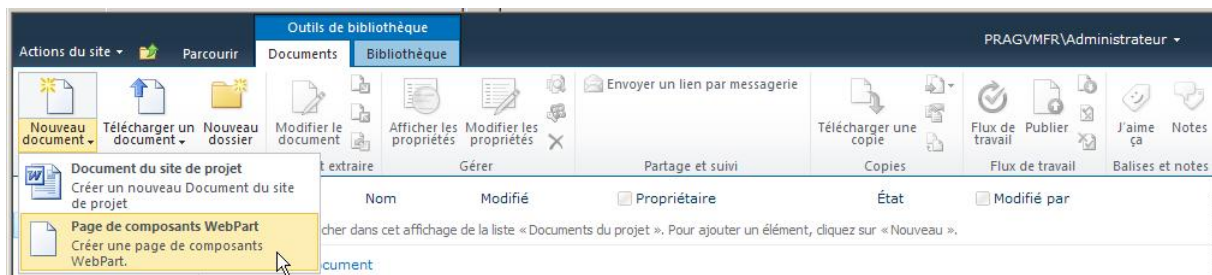 Outils de bibliothèque
Actions du site
Parcourir
Documents
Bibliothèque
PRAGVMFR\Administrateur
Nouveau document
Télécharger un document
Nouveau dossier
Modifier le document
Afficher les propriétés
Modifier les propriétés
Envoyer un lien par messagerie
Télécharger une copie
Flux de travail
Publier
J'aime ça
Notes
extraire
Gérer
Partage et suivi
Copies
Flux de travail
Balises et notes
Document du site de projet
Créer un nouveau Document du site
de projet
Page de composants WebPart
Créer une page de composants
WebPart.
Nom
Modifié
Propriétaire
État
Modifié par
cher dans cet affichage de la liste « Documents du projet ». Pour ajouter un élément, cliquez sur « Nouveau ».
cument